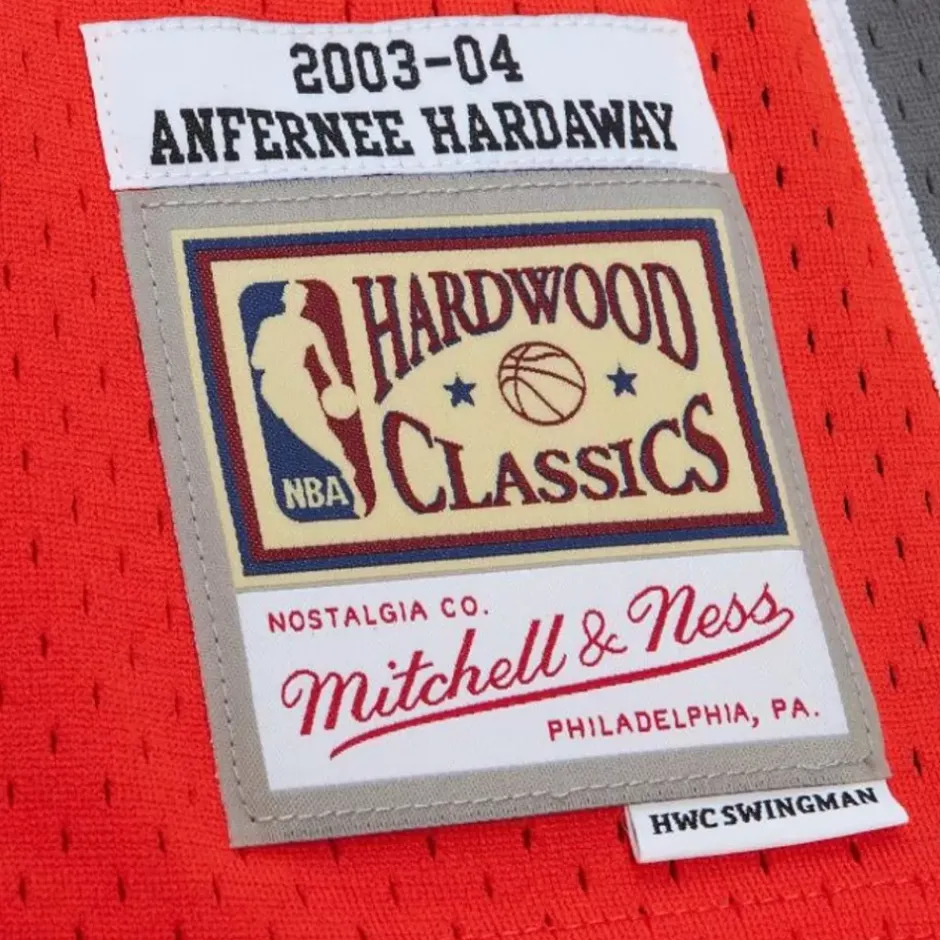 2003-04
ANFERNEE HARDAWAY
HARDWOOD
CLASSICS
NBA
NOSTALGIA CO.
Mitchell & Ness
PHILADELPHIA, PA.
HWC SWINGMAN